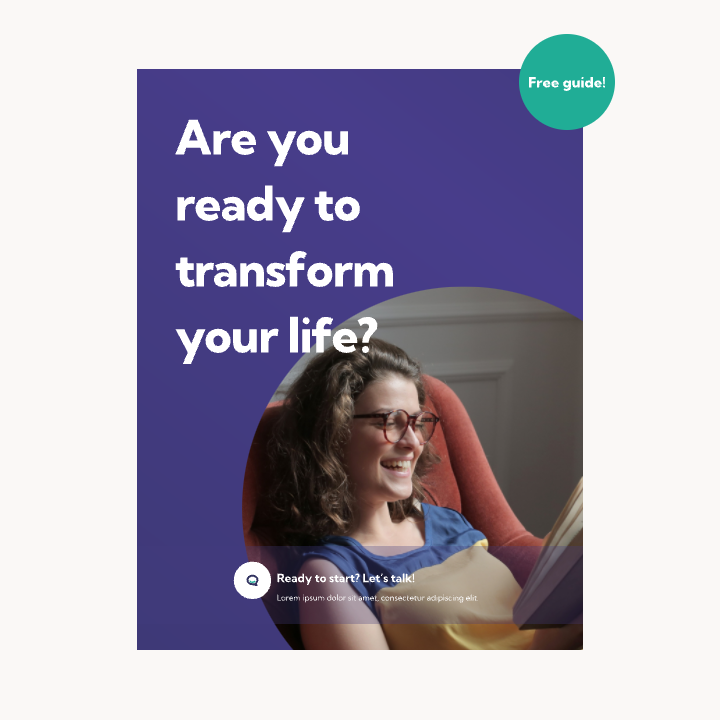 Free guide!
Are you
ready to
transform
your life?
Ready to start? Let's talk!
Lorem ipsum dolor sit amet, consectetur adipiscing elit